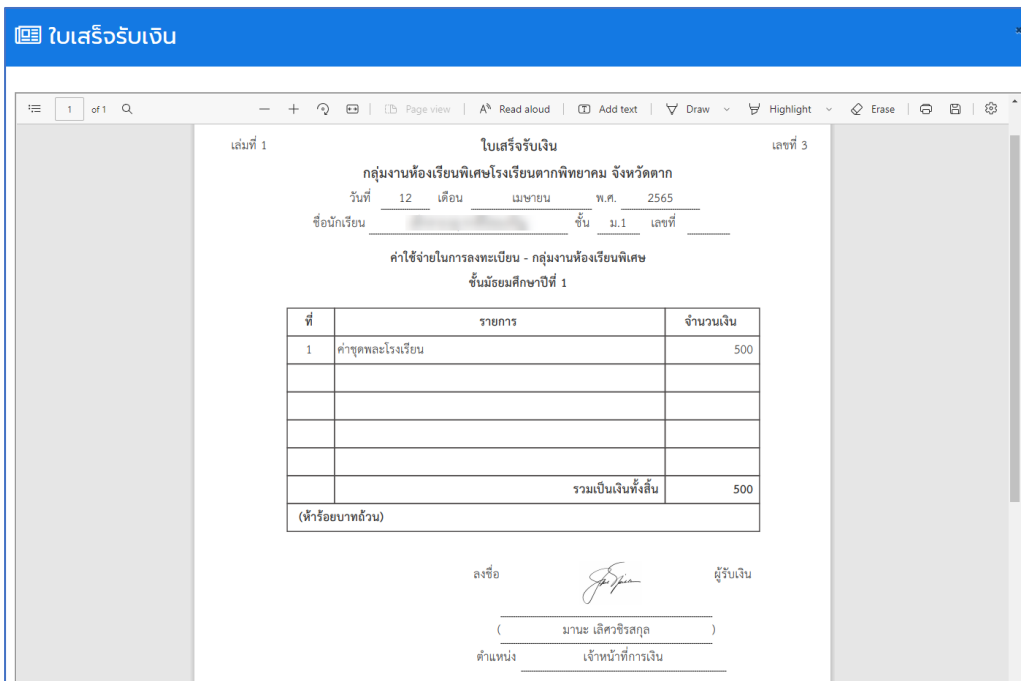 ใบเสร็จรับเงิน
1 of 1 Page view Read aloud Add text Draw Highlight Erase
เล่มที่ 1 ใบเสร็จรับเงิน เลขที่ 3
กลุ่มงานห้องเรียนพิเศษโรงเรียนตากพิทยาคม จังหวัดตาก
วันที่ 12 เดือน เมษายน พ.ศ. 2565
ชื่อนักเรียน ชั้น ม.1 เลขที่
ค่าใช้จ่ายในการลงทะเบียน - กลุ่มงานห้องเรียนพิเศษ
ชั้นมัธยมศึกษาปีที่ 1
ที่ รายการ จำนวนเงิน
1 ค่าชุดพละโรงเรียน 500
รวมเป็นเงินทั้งสิ้น 500
(ห้าร้อยบาทถ้วน)
ลงชื่อ ผู้รับเงิน
( มานะ เลิศวชิรสกุล )
ตำแหน่ง เจ้าหน้าที่การเงิน